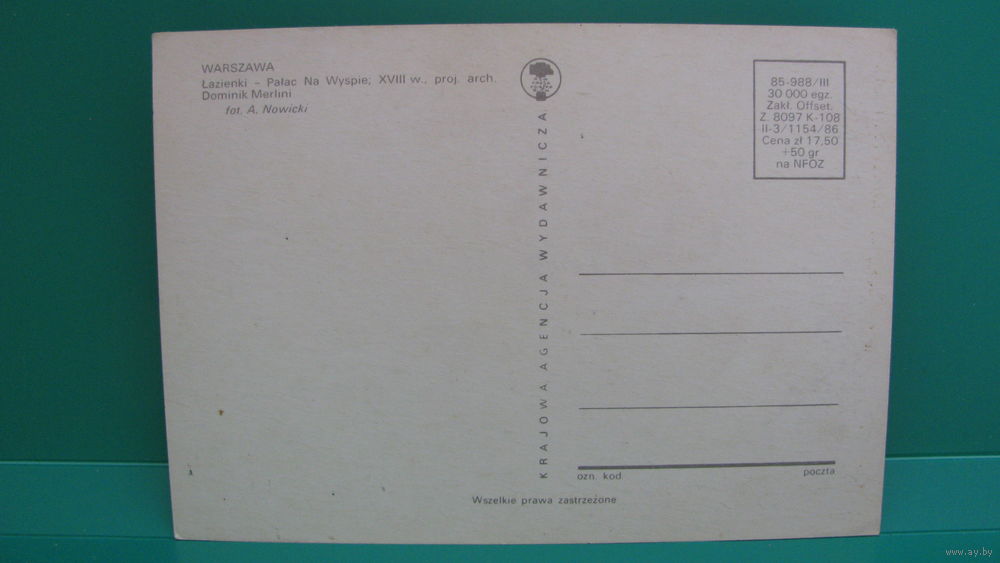 WARSZAWA
Łazienki – Pałac Na Wyspie; XVIII w., proj. arch.
Dominik Merlini
fot. A. Nowicki
KRAJOWA AGENCJA WYDAWNICZA
85-988/III
30 000 egz.
Zakł. Offset.
Z. 8097 K-108
II-3/1154/86
Cena zł 17,50
+50 gr
na NFOZ
ozn. kod
poczta
Wszelkie prawa zastrzeżone
www.ay.by